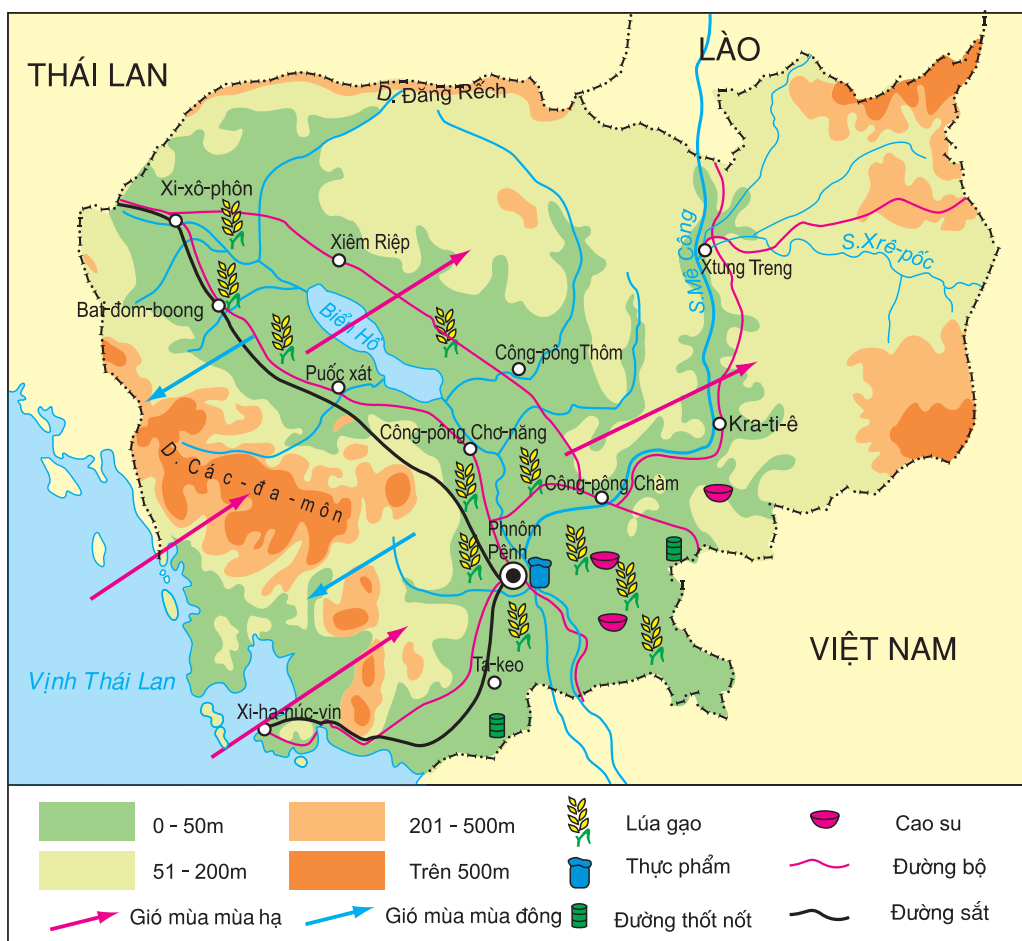 THÁI LAN
LÀO
D. Đăng Rếch
Xi-xô-phôn
Xiêm Riệp
S.Mê Công
S.Xrê-pốc
Xtung Treng
Bat-đom-boong
Biển Hồ
Công-pông Thôm
Puốc xát
Công-pông Chơ-năng
Kra-ti-ê
D. Các-đa-môn
Công-pông Chàm
Phnôm
Pênh
VIỆT NAM
Vịnh Thái Lan
Ta-keo
Xi-ha-núc-vin
0 - 50m
201 - 500m
Lúa gạo
Cao su
51 - 200m
Trên 500m
Thực phẩm
Đường bộ
Gió mùa mùa hạ
Gió mùa mùa đông
Đường thốt nốt
Đường sắt